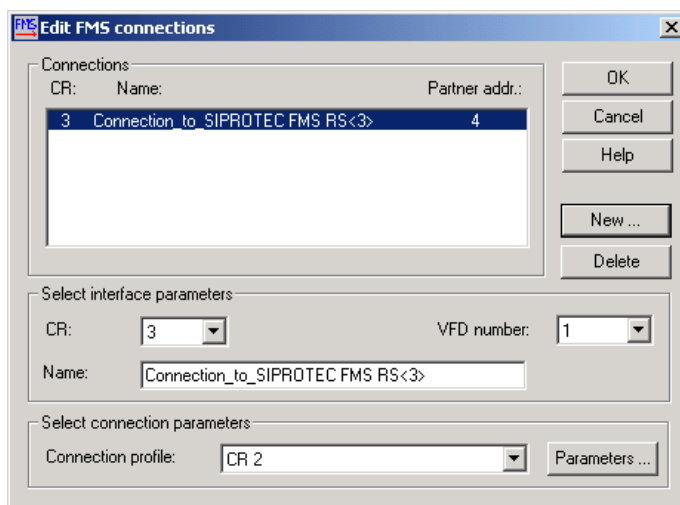 FMS Edit FMS connections
Connections
CR: Name: Partner addr.:
3 Connection_to_SIPROTEC FMS RS<3> 4
OK
Cancel
Help
New ...
Delete
Select interface parameters
CR: 3 VFD number: 1
Name: Connection_to_SIPROTEC FMS RS<3>
Select connection parameters
Connection profile: CR 2 Parameters ...